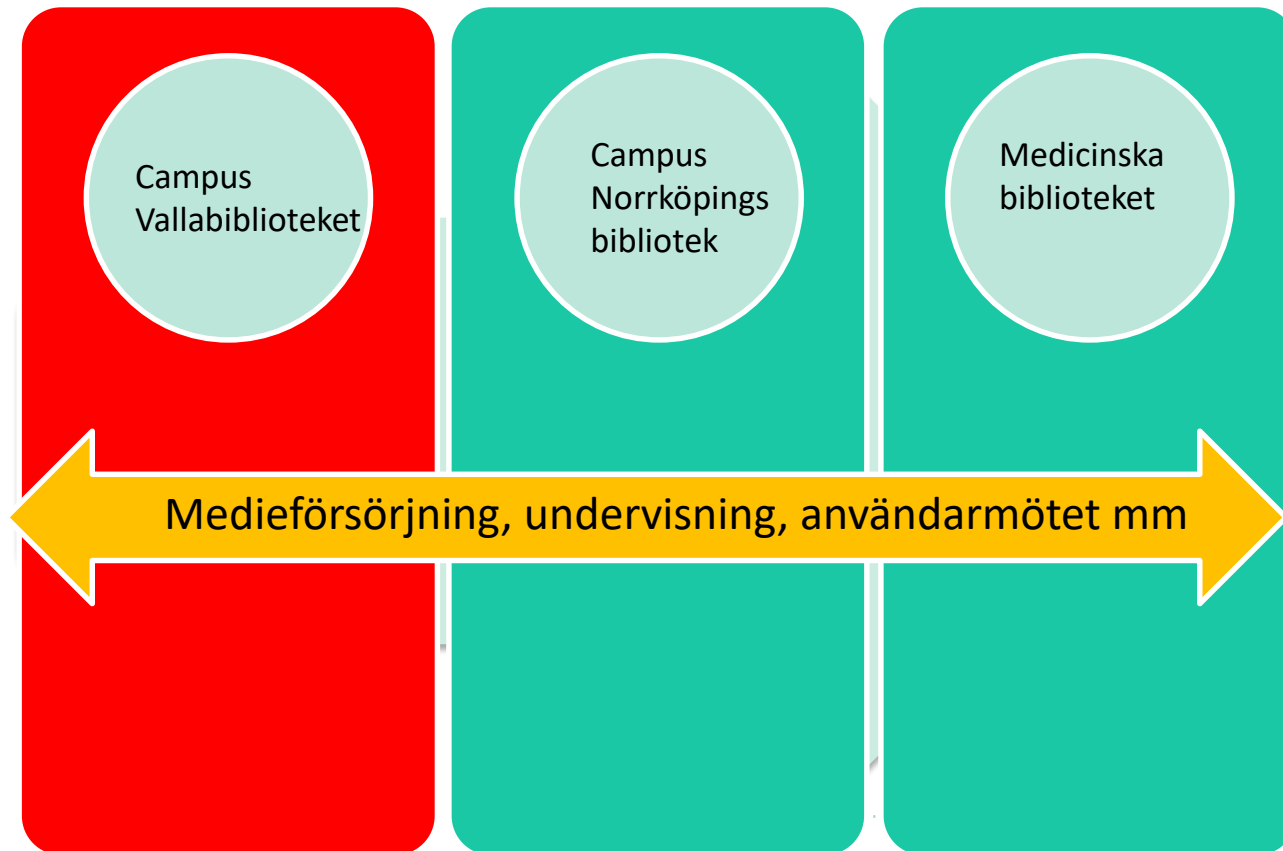 Campus
Vallabiblioteket
Campus
Norrköpings
bibliotek
Medicinska
biblioteket
Medieförsörjning, undervisning, användarmötet mm